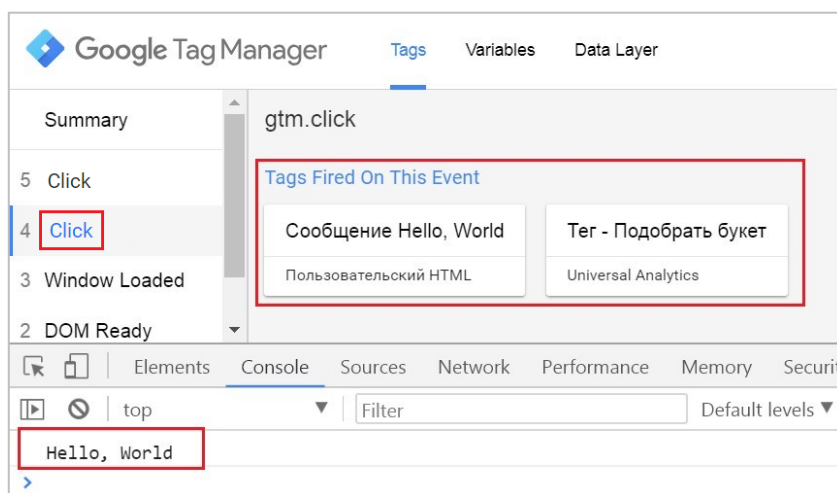 Google Tag Manager Tags Variables Data Layer
Summary
gtm.click
5 Click
Tags Fired On This Event
4 Click
Сообщение Hello, World Тег - Подобрать букет
3 Window Loaded
Пользовательский HTML Universal Analytics
2 DOM Ready
Elements Console Sources Network Performance Memory Securit
top Filter Default levels
Hello, World